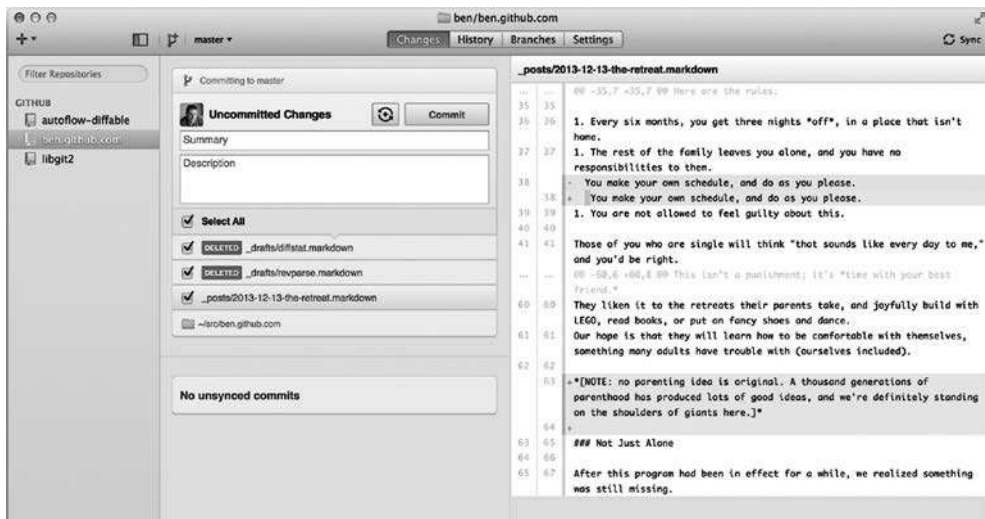 ben/ben.github.com
master
Changes History Branches Settings
Sync
Filter Repositories
GITHUB
autoflow-diffable
ben.github.com
libgit2
Committing to master
Uncommitted Changes
Commit
Summary
Description
Select All
DELETED _drafts/diffstat.markdown
DELETED _drafts/revparse.markdown
_posts/2013-12-13-the-retreat.markdown
~/src/ben.github.com
No unsynced commits
_posts/2013-12-13-the-retreat.markdown
... ... @@ -35,7 +35,7 @@ Here are the rules:
35 35
36 36 1. Every six months, you get three nights *off*, in a place that isn't
home.
37 37 1. The rest of the family leaves you alone, and you have no
responsibilities to them.
38 - You make your own schedule, and do as you please.
38 + You make your own schedule, and do as you please.
39 39 1. You are not allowed to feel guilty about this.
40 40
41 41 Those of you who are single will think "that sounds like every day to me,"
and you'd be right.
... ... @@ -60,6 +60,8 @@ This isn't a punishment; it's *time with your best
friend.*
60 60 They liken it to the retreats their parents take, and joyfully build with
LEGO, read books, or put on fancy shoes and dance.
61 61 Our hope is that they will learn how to be comfortable with themselves,
something many adults have trouble with (ourselves included).
62 62
63 +*[NOTE: no parenting idea is original. A thousand generations of
parenthood has produced lots of good ideas, and we're definitely standing
on the shoulders of giants here.]*
64 +
63 65 ### Not Just Alone
64 66
65 67 After this program had been in effect for a while, we realized something
was still missing.